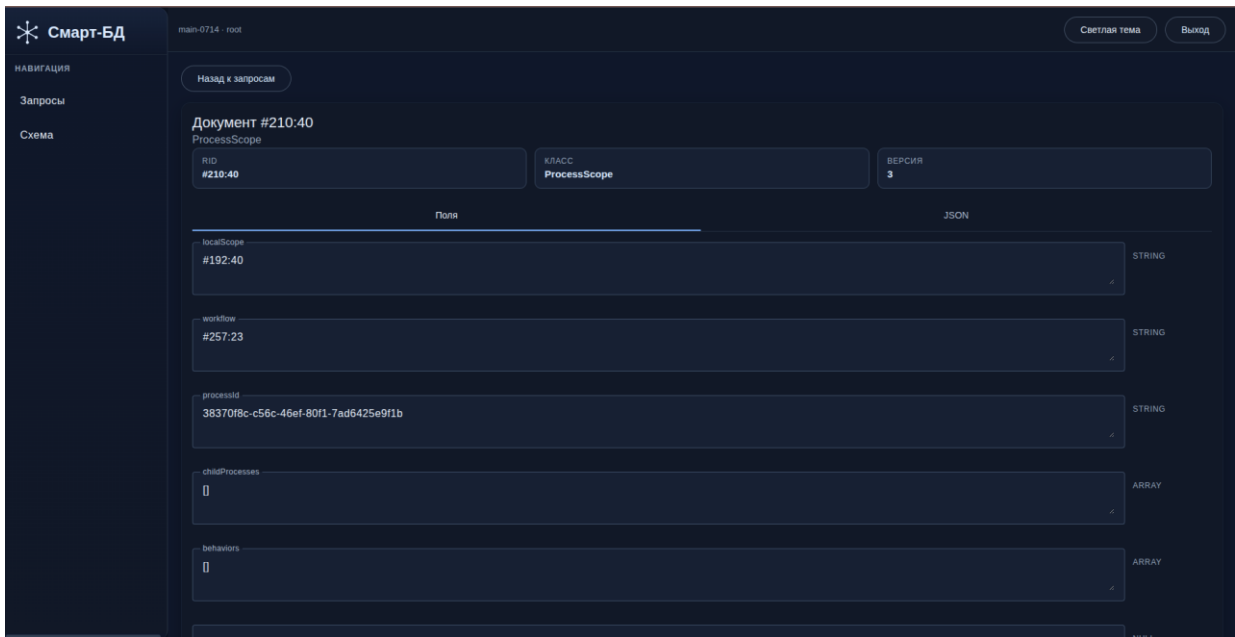 Смарт-БД
main-0714 · root
Светлая тема
Выход
НАВИГАЦИЯ
Запросы
Схема
Назад к запросам
Документ #210:40
ProcessScope
RID
#210:40
КЛАСС
ProcessScope
ВЕРСИЯ
3
Поля
JSON
localScope
#192:40
STRING
workflow
#257:23
STRING
processId
38370f8c-c56c-46ef-80f1-7ad6425e9f1b
STRING
childProcesses
[]
ARRAY
behaviors
[]
ARRAY